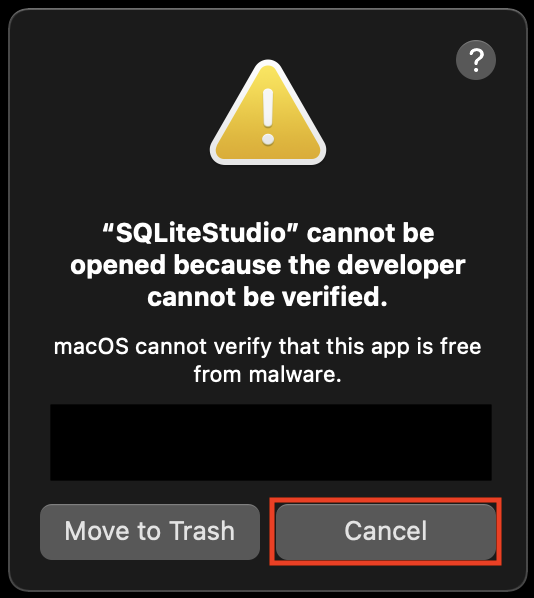 ?
“SQLiteStudio” cannot be
opened because the developer
cannot be verified.
macOS cannot verify that this app is free
from malware.
Move to Trash
Cancel